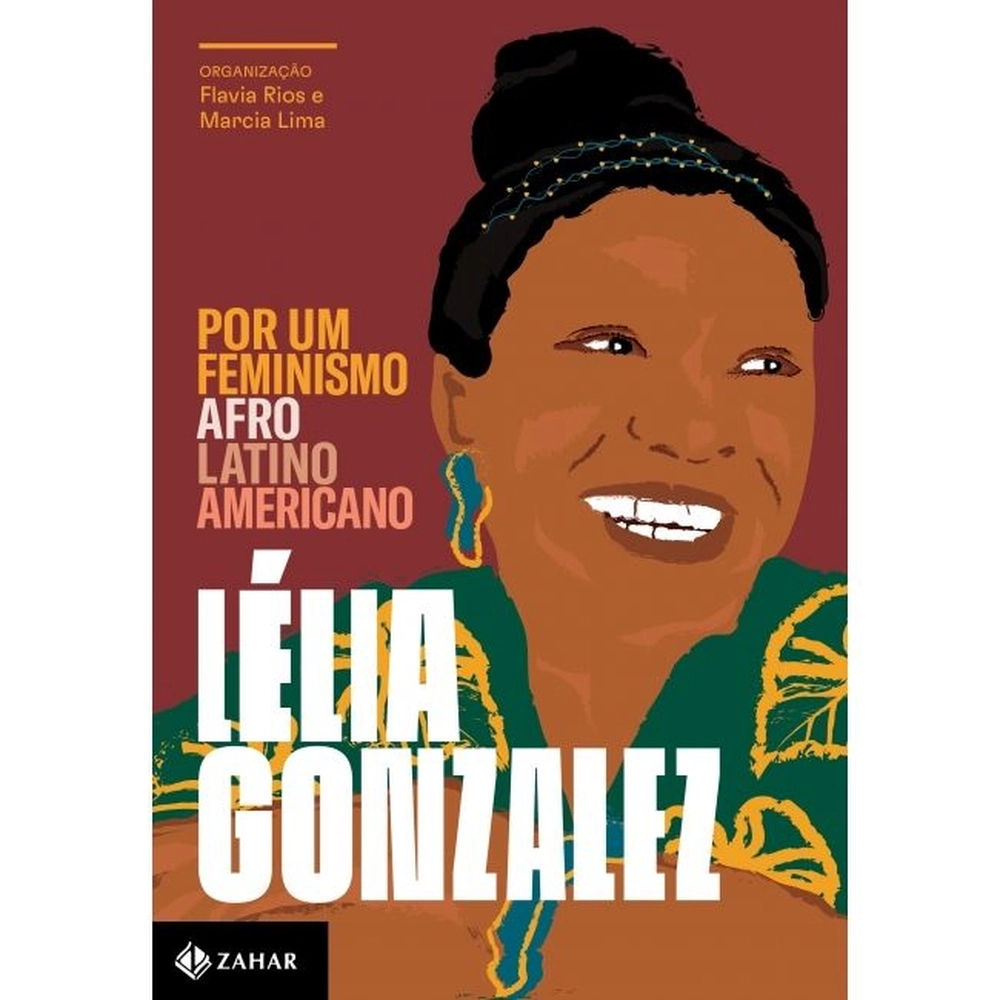 ORGANIZAÇÃO
Flavia Rios e
Marcia Lima
POR UM
FEMINISMO
AFRO
LATINO
AMERICANO
LÉLIA
GONZALEZ
ZAHAR